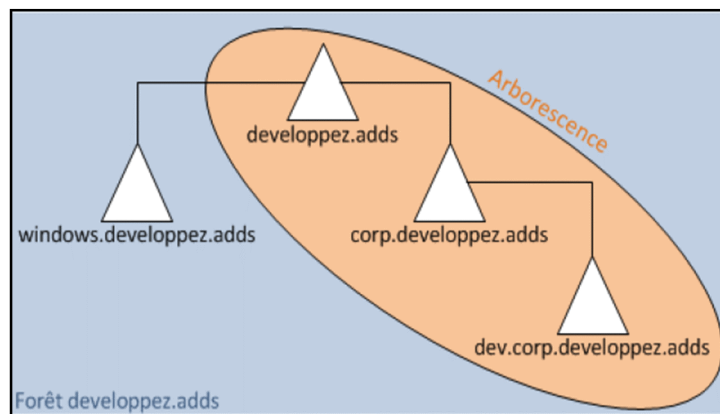 Arborescence
developpez.adds
windows.developpez.adds
corp.developpez.adds
dev.corp.developpez.adds
Forêt developpez.adds